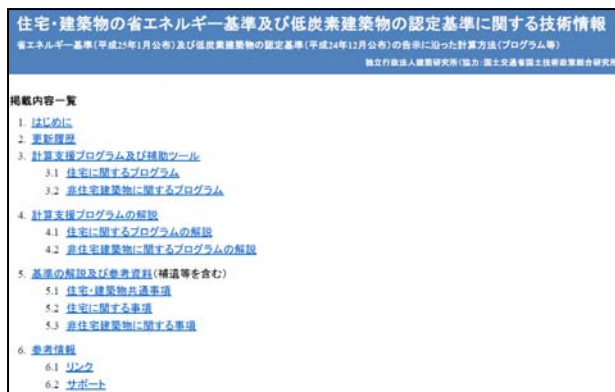 住宅・建築物の省エネルギー基準及び低炭素建築物の認定基準に関する技術情報
省エネルギー基準(平成25年1月公布)及び低炭素建築物の認定基準(平成24年12月公布)の告示に沿った計算方法(プログラム等)
独立行政法人建築研究所(協力:国土交通省国土技術政策総合研究所
掲載内容一覧
1. はじめに
2. 更新履歴
3. 計算支援プログラム及び補助ツール
3.1 住宅に関するプログラム
3.2 非住宅建築物に関するプログラム
4. 計算支援プログラムの解説
4.1 住宅に関するプログラムの解説
4.2 非住宅建築物に関するプログラムの解説
5. 基準の解説及び参考資料(補遺等を含む)
5.1 住宅・建築物共通事項
5.2 住宅に関する事項
5.3 非住宅建築物に関する事項
6. 参考情報
6.1 リンク
6.2 サポート